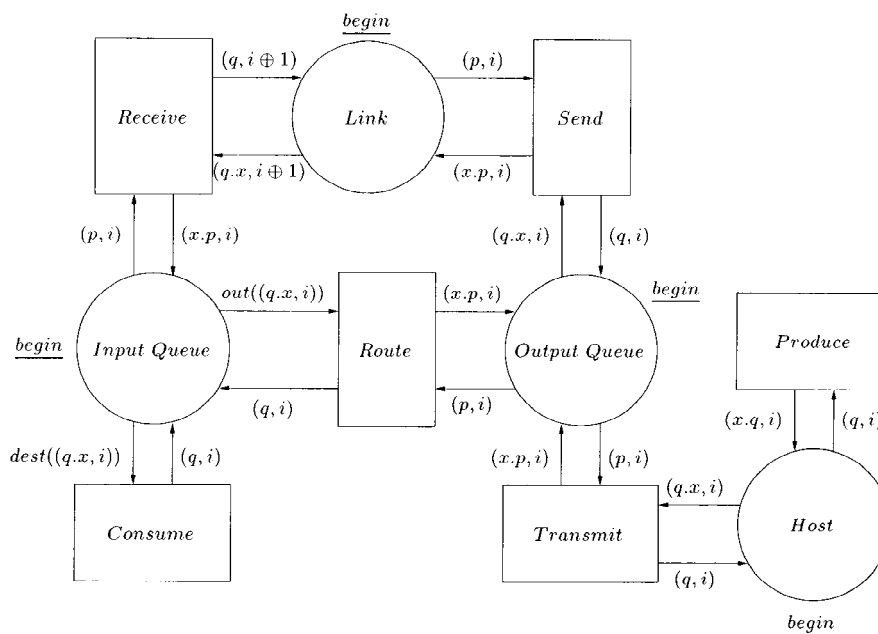 begin
(q, i ⊕ 1)
(p, i)
Receive
Link
Send
(q.x, i ⊕ 1)
(x.p, i)
(p, i)
(x.p, i)
(q.x, i)
(q, i)
out((q.x, i))
(x.p, i)
begin
begin
Input Queue
Route
Output Queue
Produce
(q, i)
(p, i)
(x.q, i)
(q, i)
dest((q.x, i))
(q, i)
(x.p, i)
(p, i)
(q.x, i)
Consume
Transmit
Host
(q, i)
begin